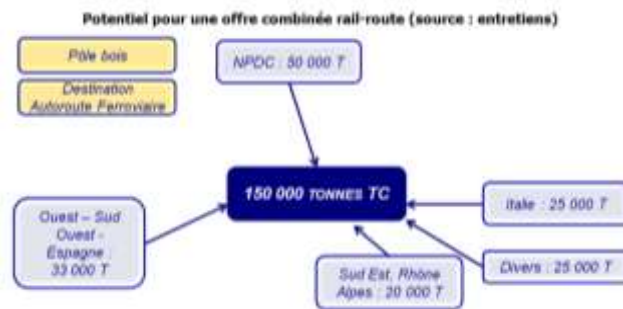 Potentiel pour une offre combinée rail-route (source : entretiens)
Pôle bois
Destination
Autoroute Ferroviaire
NPDC : 50 000 T
150 000 TONNES TC
Ouest – Sud
Ouest -
Espagne :
33 000 T
Italie : 25 000 T
Sud Est, Rhône
Alpes : 20 000 T
Divers : 25 000 T